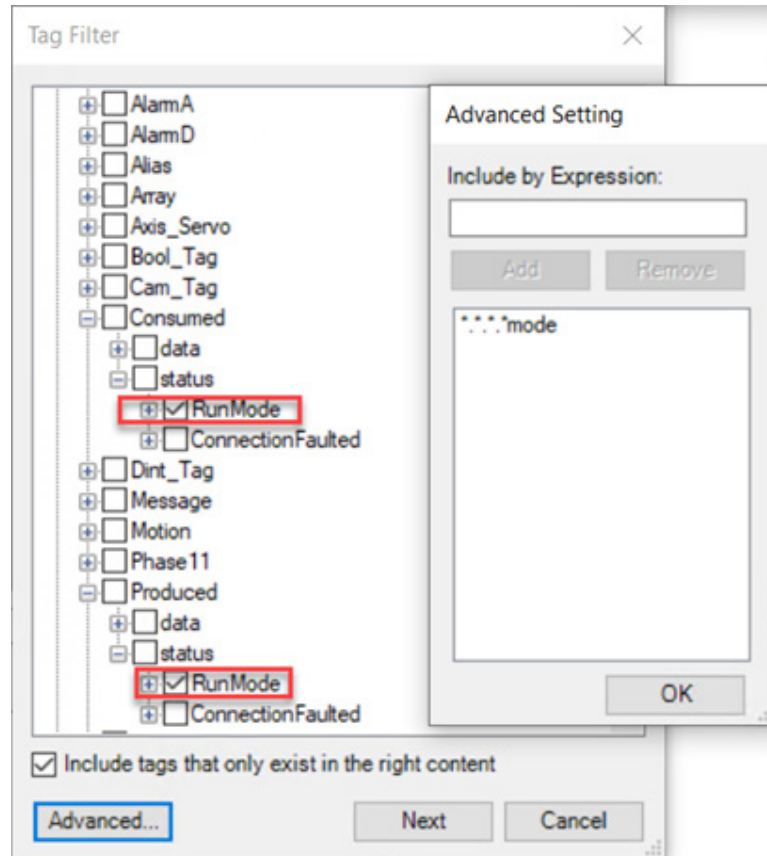 Tag Filter
AlarmA
AlarmD
Alias
Array
Axis_Servo
Bool_Tag
Cam_Tag
Consumed
data
status
RunMode
ConnectionFaulted
Dint_Tag
Message
Motion
Phase11
Produced
data
status
RunMode
ConnectionFaulted
Include tags that only exist in the right content
Advanced...
Next
Cancel
Advanced Setting
Include by Expression:
Add
Remove
*.*.*.*mode
OK